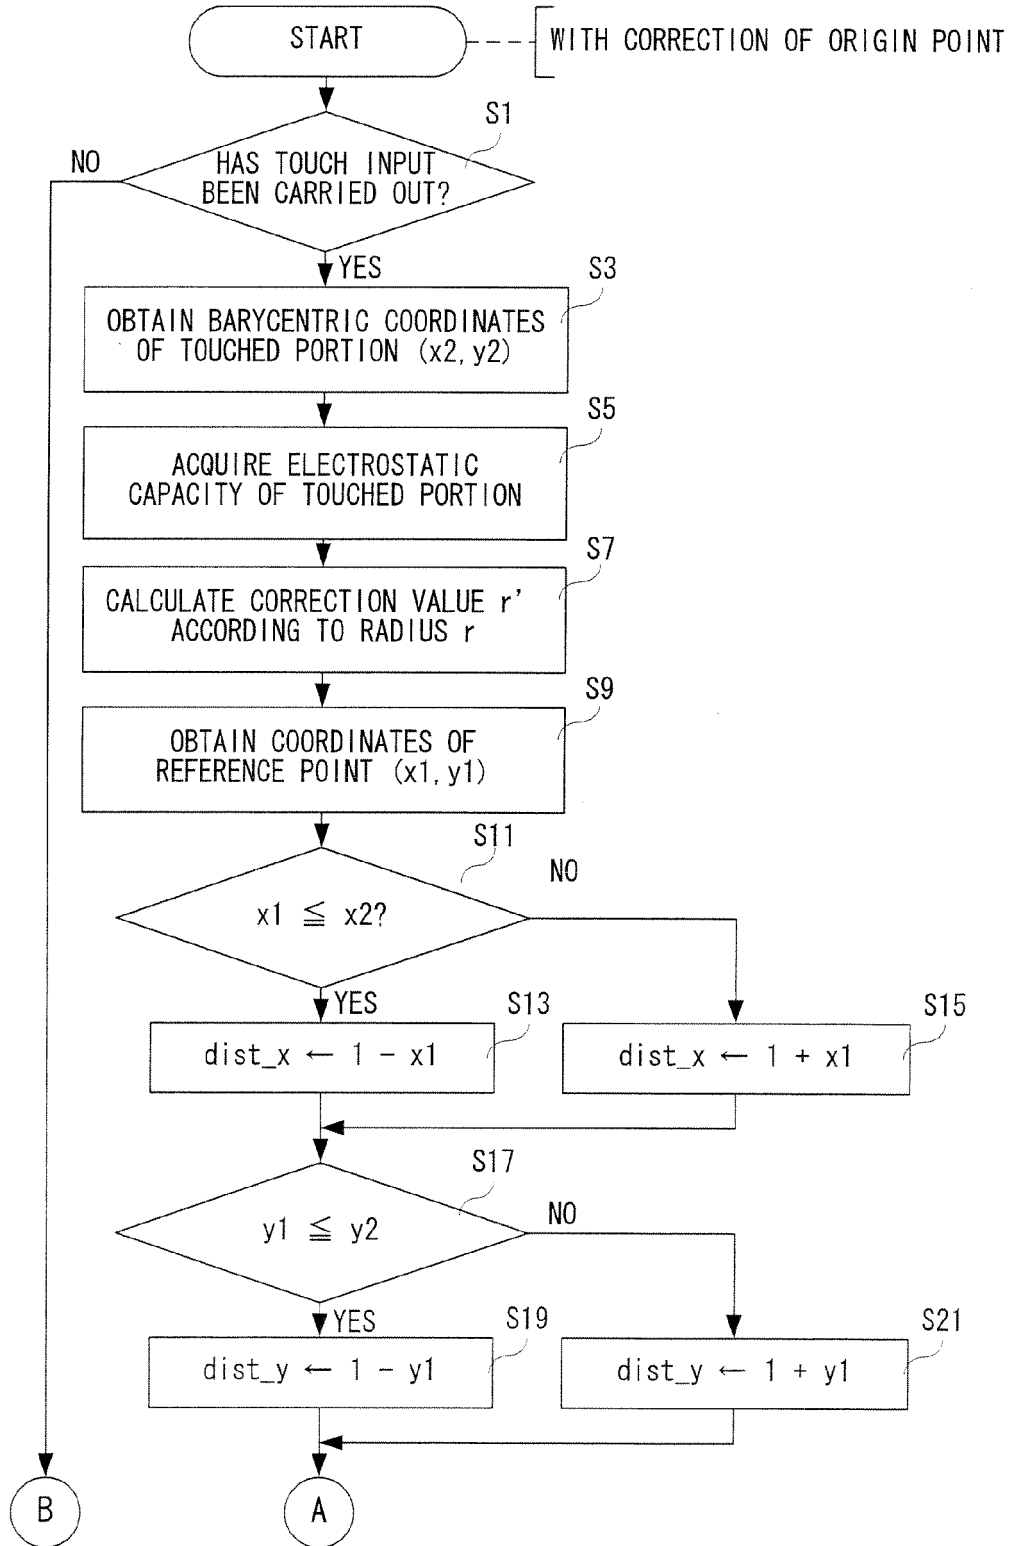 START
WITH CORRECTION OF ORIGIN POINT
S1
NO
HAS TOUCH INPUT
BEEN CARRIED OUT?
YES
S3
OBTAIN BARYCENTRIC COORDINATES
OF TOUCHED PORTION (x2, y2)
S5
ACQUIRE ELECTROSTATIC
CAPACITY OF TOUCHED PORTION
S7
CALCULATE CORRECTION VALUE r'
ACCORDING TO RADIUS r
S9
OBTAIN COORDINATES OF
REFERENCE POINT (x1, y1)
S11
NO
x1 ≦ x2?
YES
S13
S15
dist_x ← 1 - x1
dist_x ← 1 + x1
S17
NO
y1 ≦ y2
YES
S19
S21
dist_y ← 1 - y1
dist_y ← 1 + y1
B
A